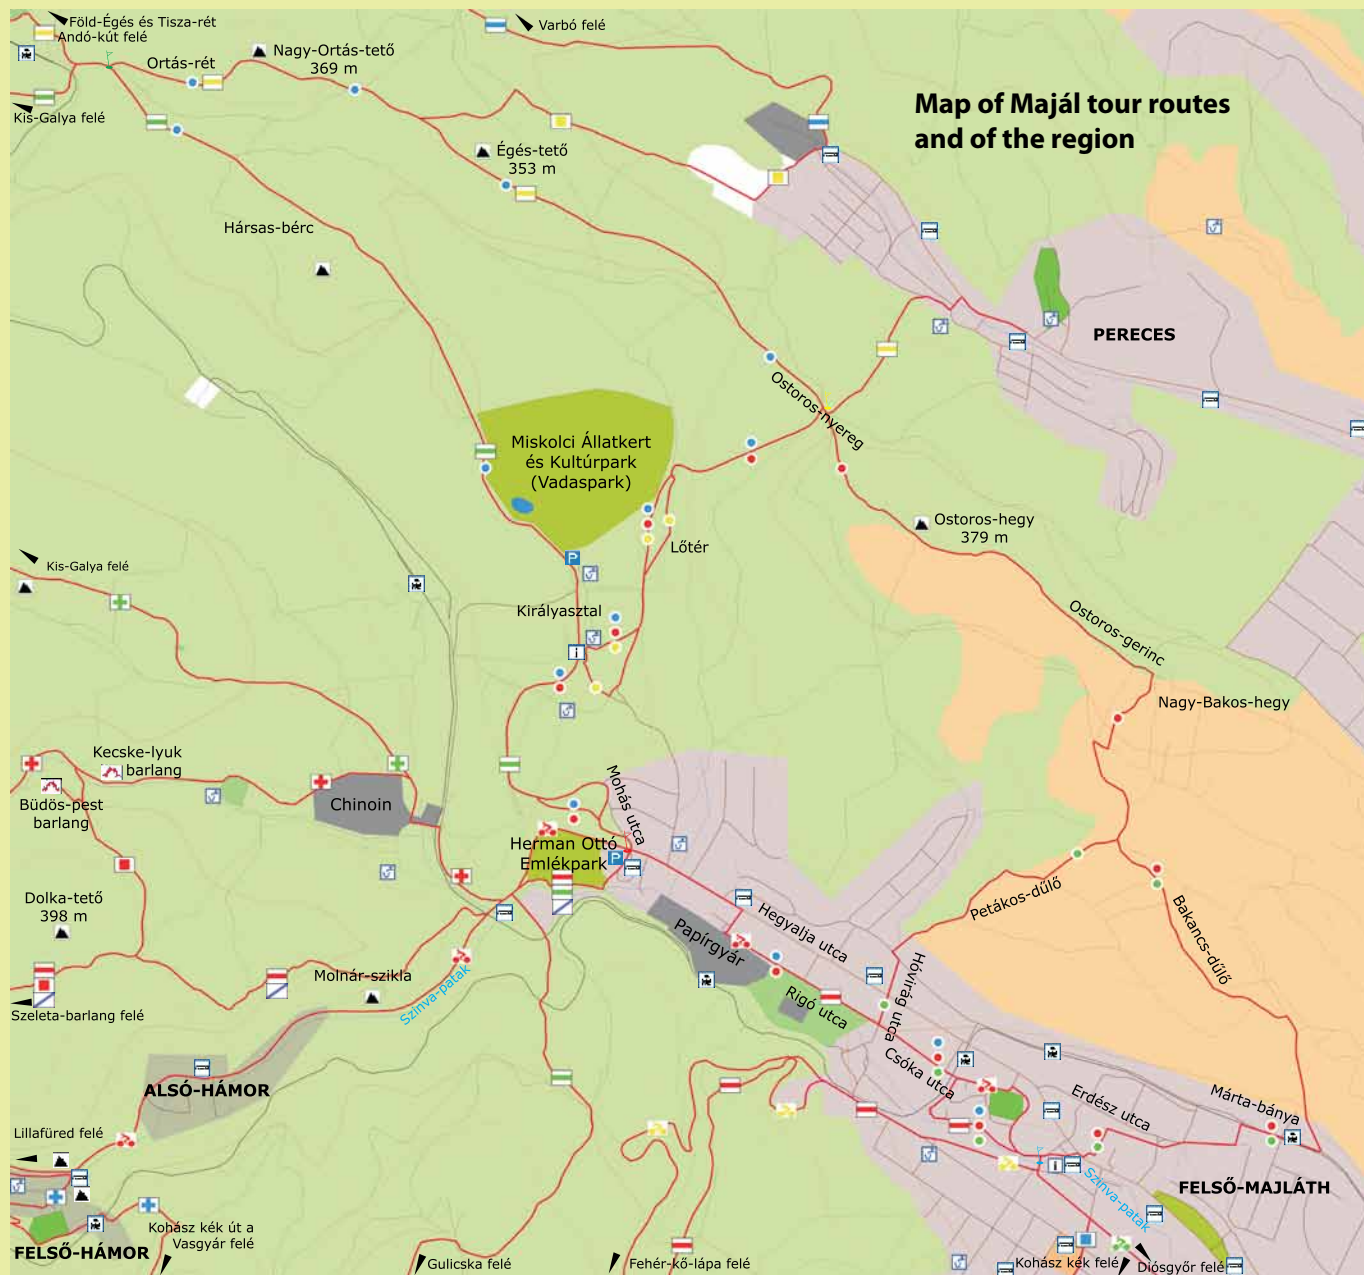 Föld-Égés és Tisza-rét
Andó-kút felé
Varbó felé
Ortás-rét
Nagy-Ortás-tető
369 m
Kis-Galya felé
Map of Majál tour routes
and of the region
Égés-tető
353 m
Hársas-bérc
PERECES
Ostoros-nyereg
Miskolci Állatkert
és Kultúrpark
(Vadaspark)
Ostoros-hegy
379 m
Lőtér
P
Kis-Galya felé
Királyasztal
i
Ostoros-gerinc
Nagy-Bakos-hegy
Kecske-lyuk
barlang
Büdös-pest
barlang
Chinoin
Mohás utca
Herman Ottó
Emlékpark
P
Dolka-tető
398 m
Petákos-dűlő
Bakancs-dűlő
Hegyalja utca
Papírgyár
Hóvirág utca
Molnár-szikla
Szinva-patak
Szeleta-barlang felé
Rigó utca
Csóka utca
ALSÓ-HÁMOR
Erdész utca
Márta-bánya
Lillafüred felé
i
Szinva-patak
FELSŐ-MAJLÁTH
Kohász kék út a
Vasgyár felé
FELSŐ-HÁMOR
Gulicska felé
Fehér-kő-lápa felé
Kohász kék felé
Diósgyőr felé